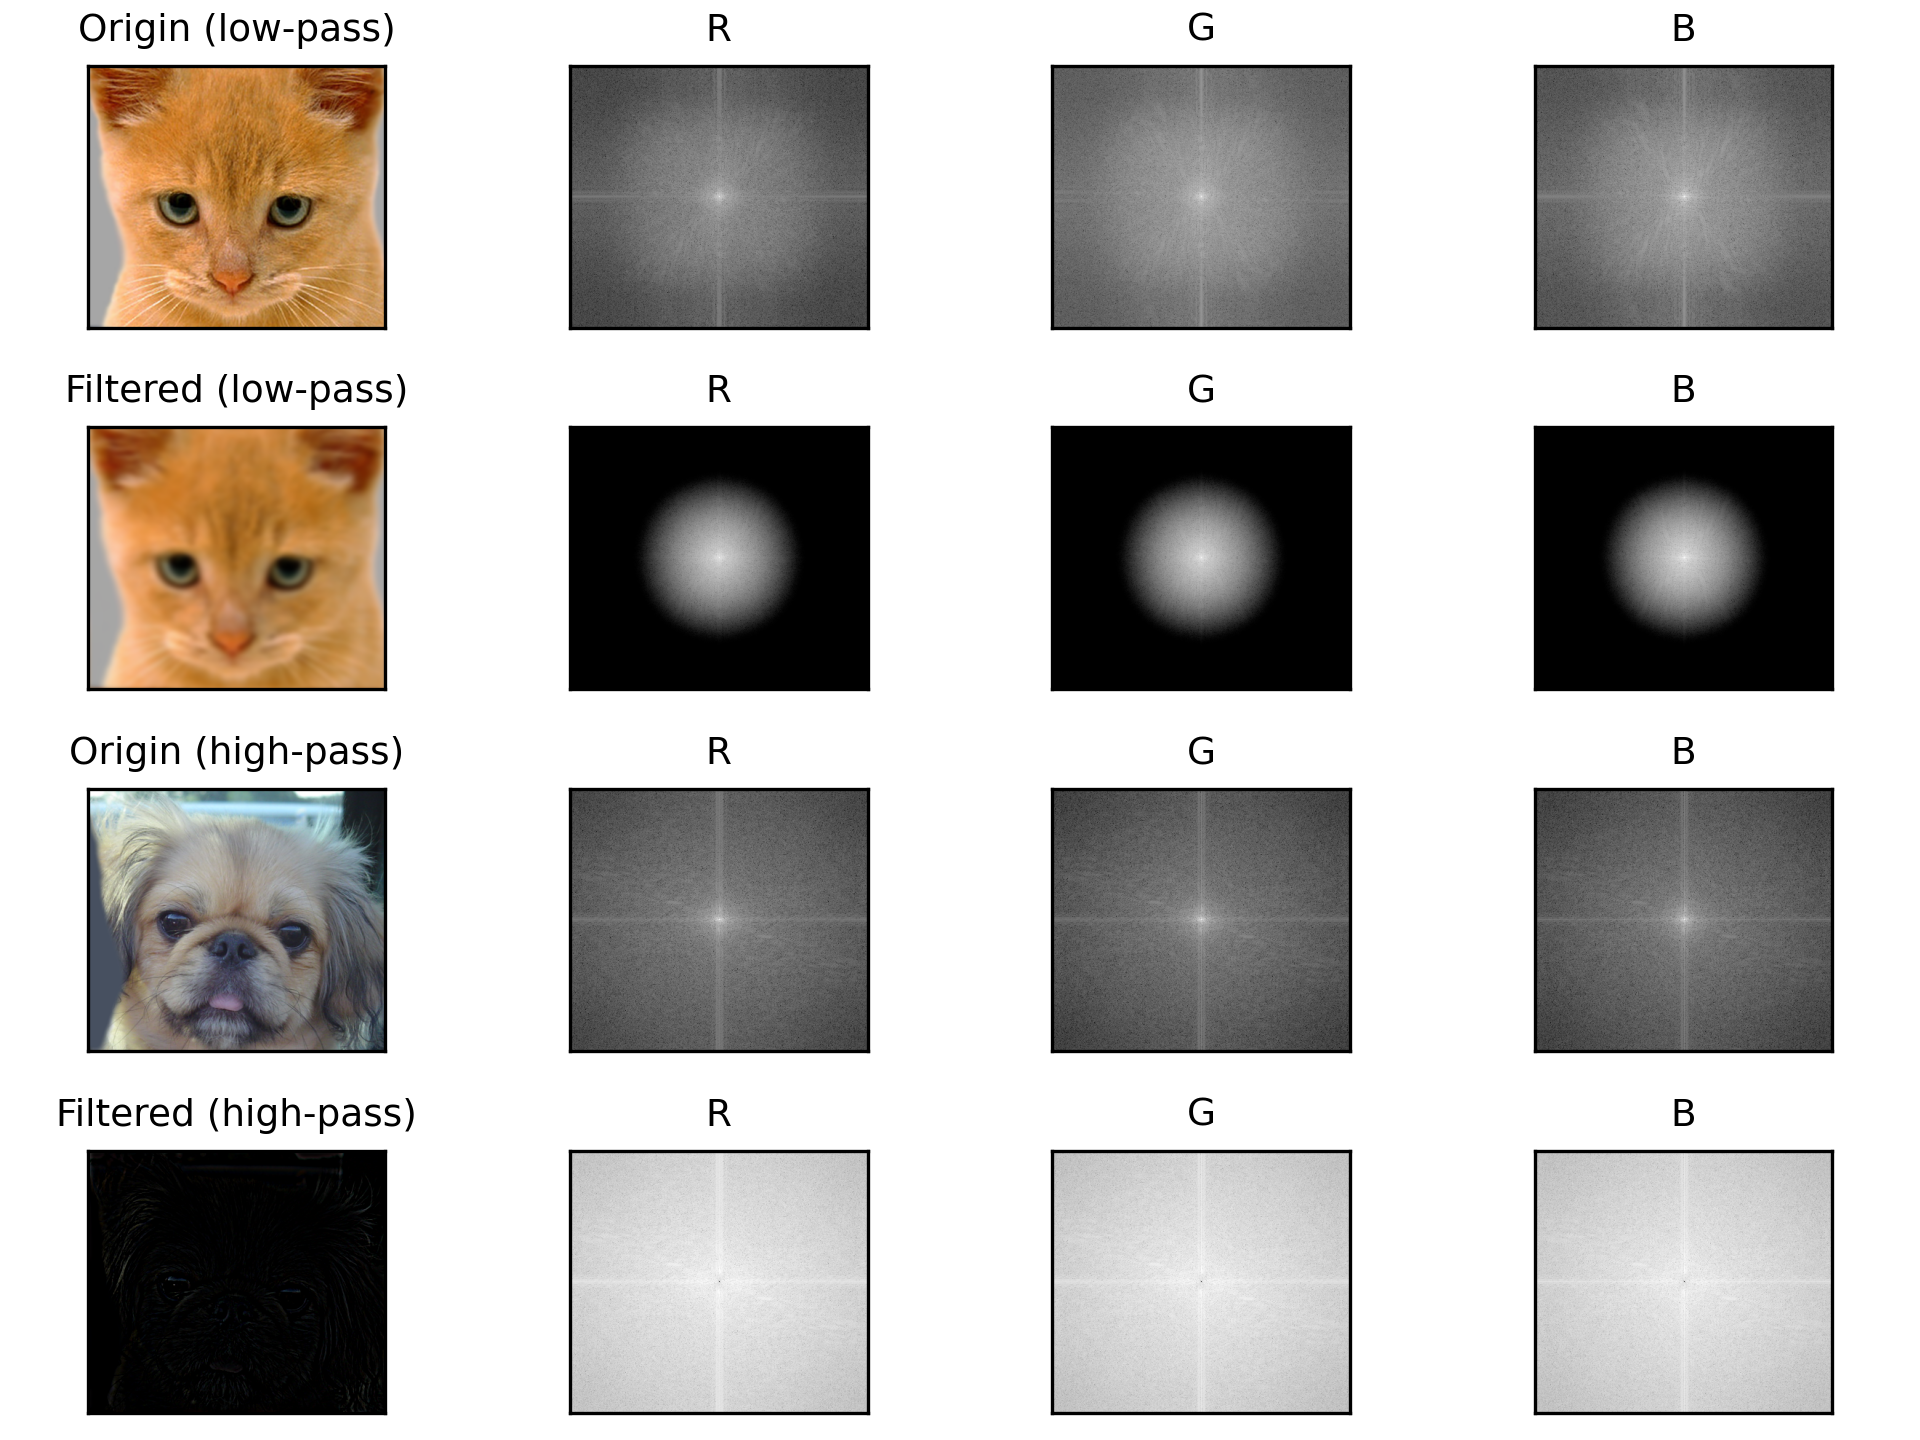 Origin (low-pass) R G B
Filtered (low-pass) R G B
Origin (high-pass) R G B
Filtered (high-pass) R G B